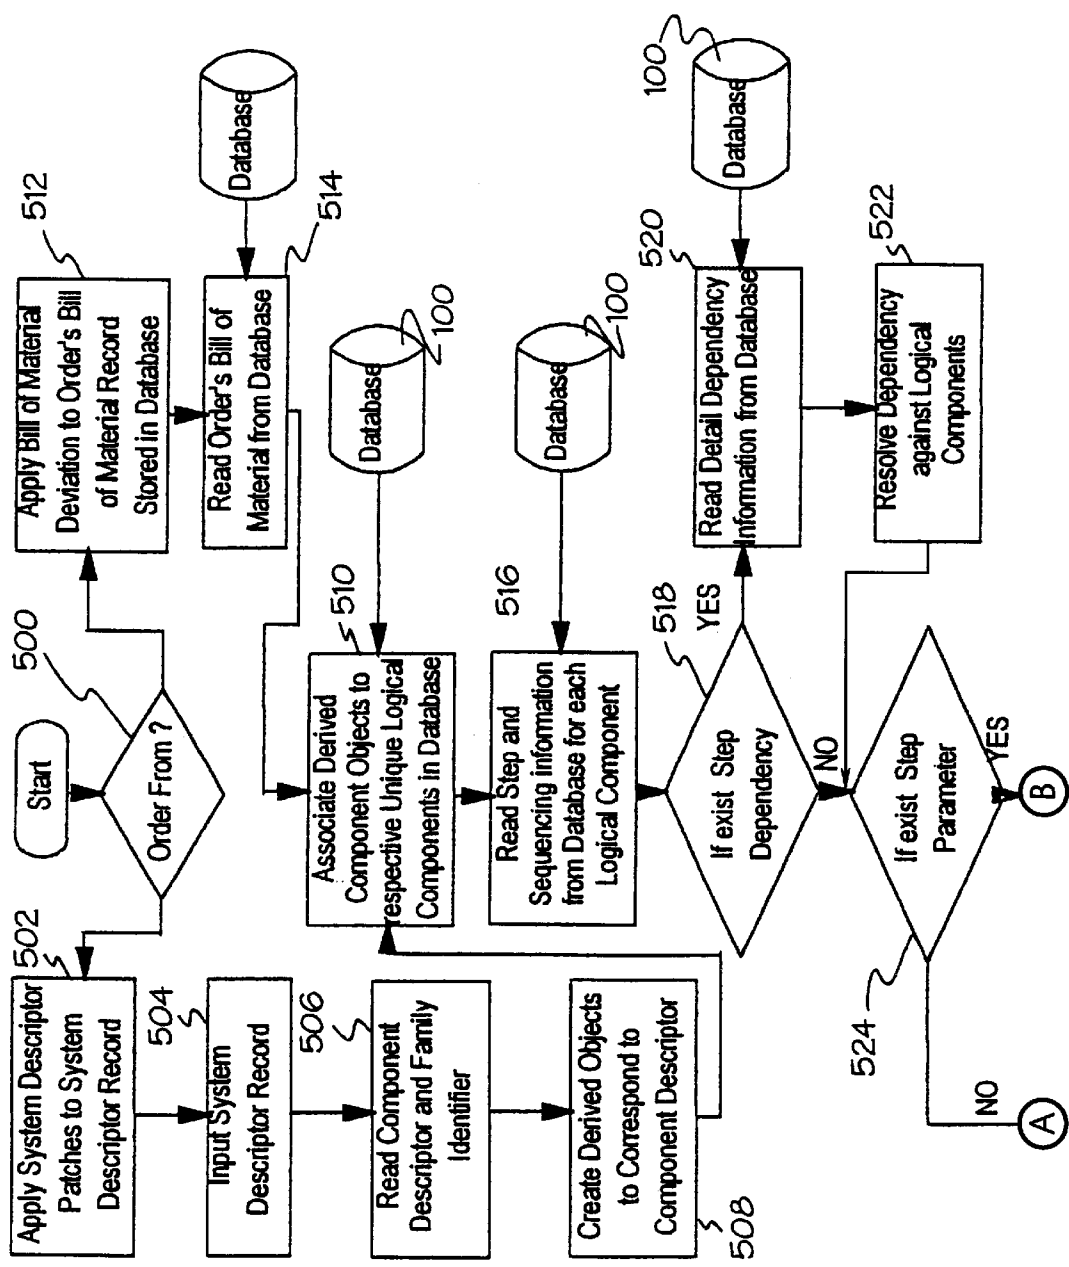 Start
500
Order From ?
502
Apply System Descriptor
Patches to System
Descriptor Record
504
Input System
Descriptor Record
506
Read Component
Descriptor and Family
Identifier
Create Derived Objects
to Correspond to
Component Descriptor
508
512
Apply Bill of Material
Deviation to Order's Bill
of Material Record
Stored in Database
514
Read Order's Bill of
Material from Database
Database
510
Associate Derived
Component Objects to
respective Unique Logical
Components in Database
Database
100
516
Read Step and
Sequencing information
from Database for each
Logical Component
Database
100
518
If exist Step
Dependency
YES
NO
520
Read Detail Dependency
Information from Database
Database
100
522
Resolve Dependency
against Logical
Components
524
If exist Step
Parameter
NO
YES
A
B